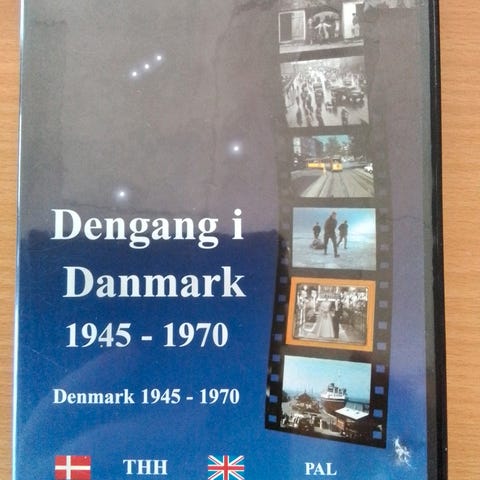 Dengang i
Danmark
1945 - 1970
Denmark 1945 - 1970
THH PAL